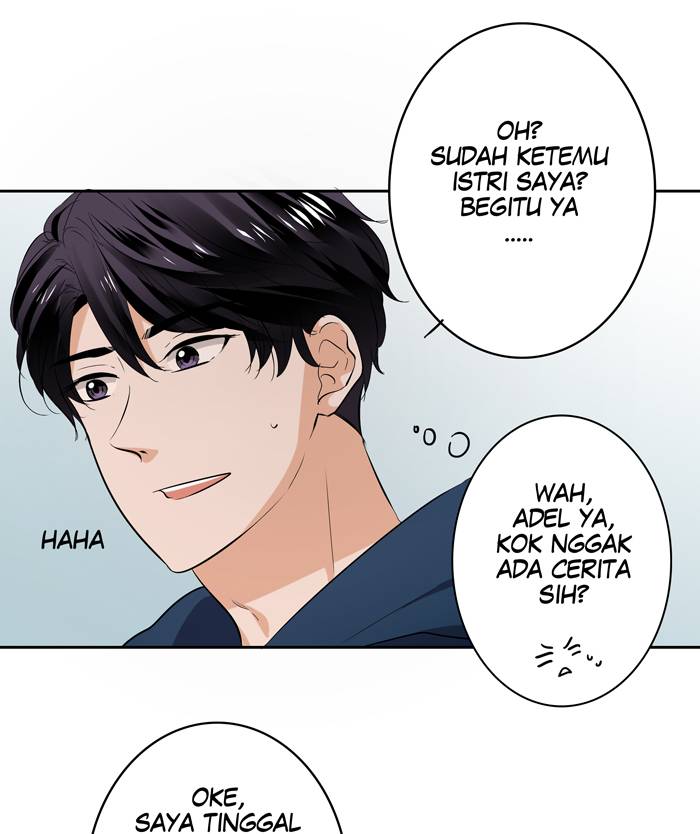 OH?
SUDAH KETEMU
ISTRI SAYA?
BEGITU YA
.....
WAH,
ADEL YA,
KOK NGGAK
ADA CERITA
SIH?
HAHA
OKE,
SAYA TINGGAL